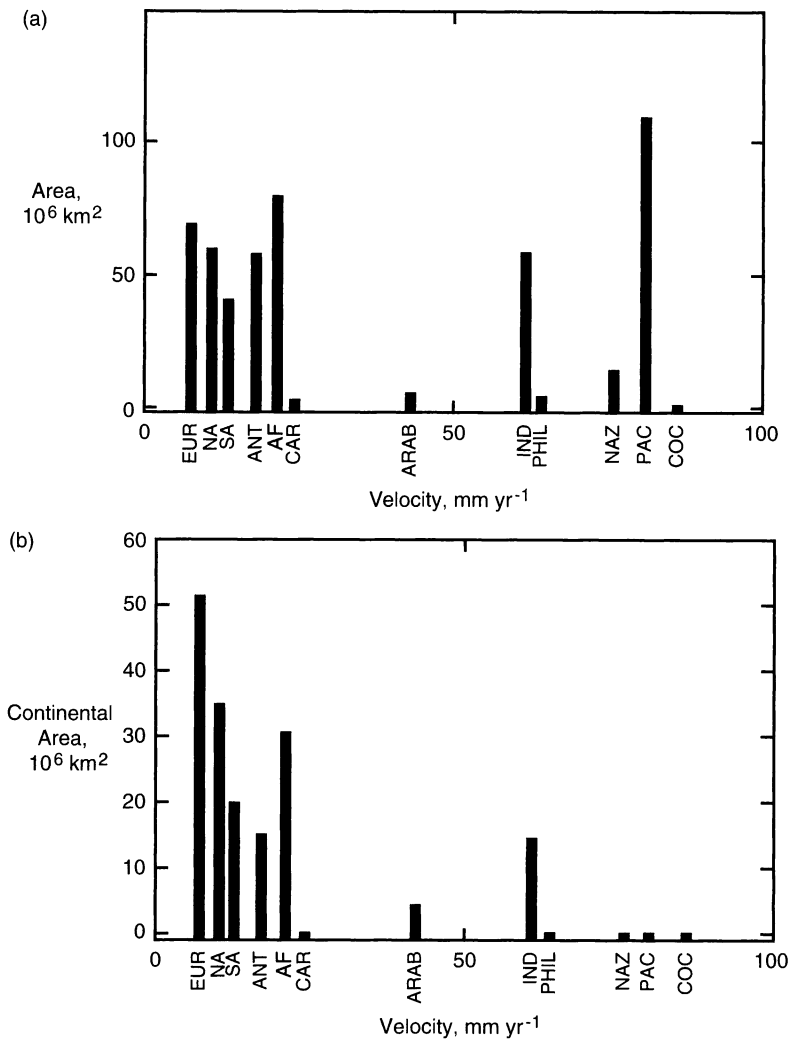 (a)
100
Area,
10⁶ km²
50
0
0 50 100
EUR NA SA ANT AF CAR ARAB IND PHIL NAZ PAC COC
Velocity, mm yr⁻¹
(b)
60
50
40
Continental
Area,
10⁶ km²
30
20
10
0
0 50 100
EUR NA SA ANT AF CAR ARAB IND PHIL NAZ PAC COC
Velocity, mm yr⁻¹